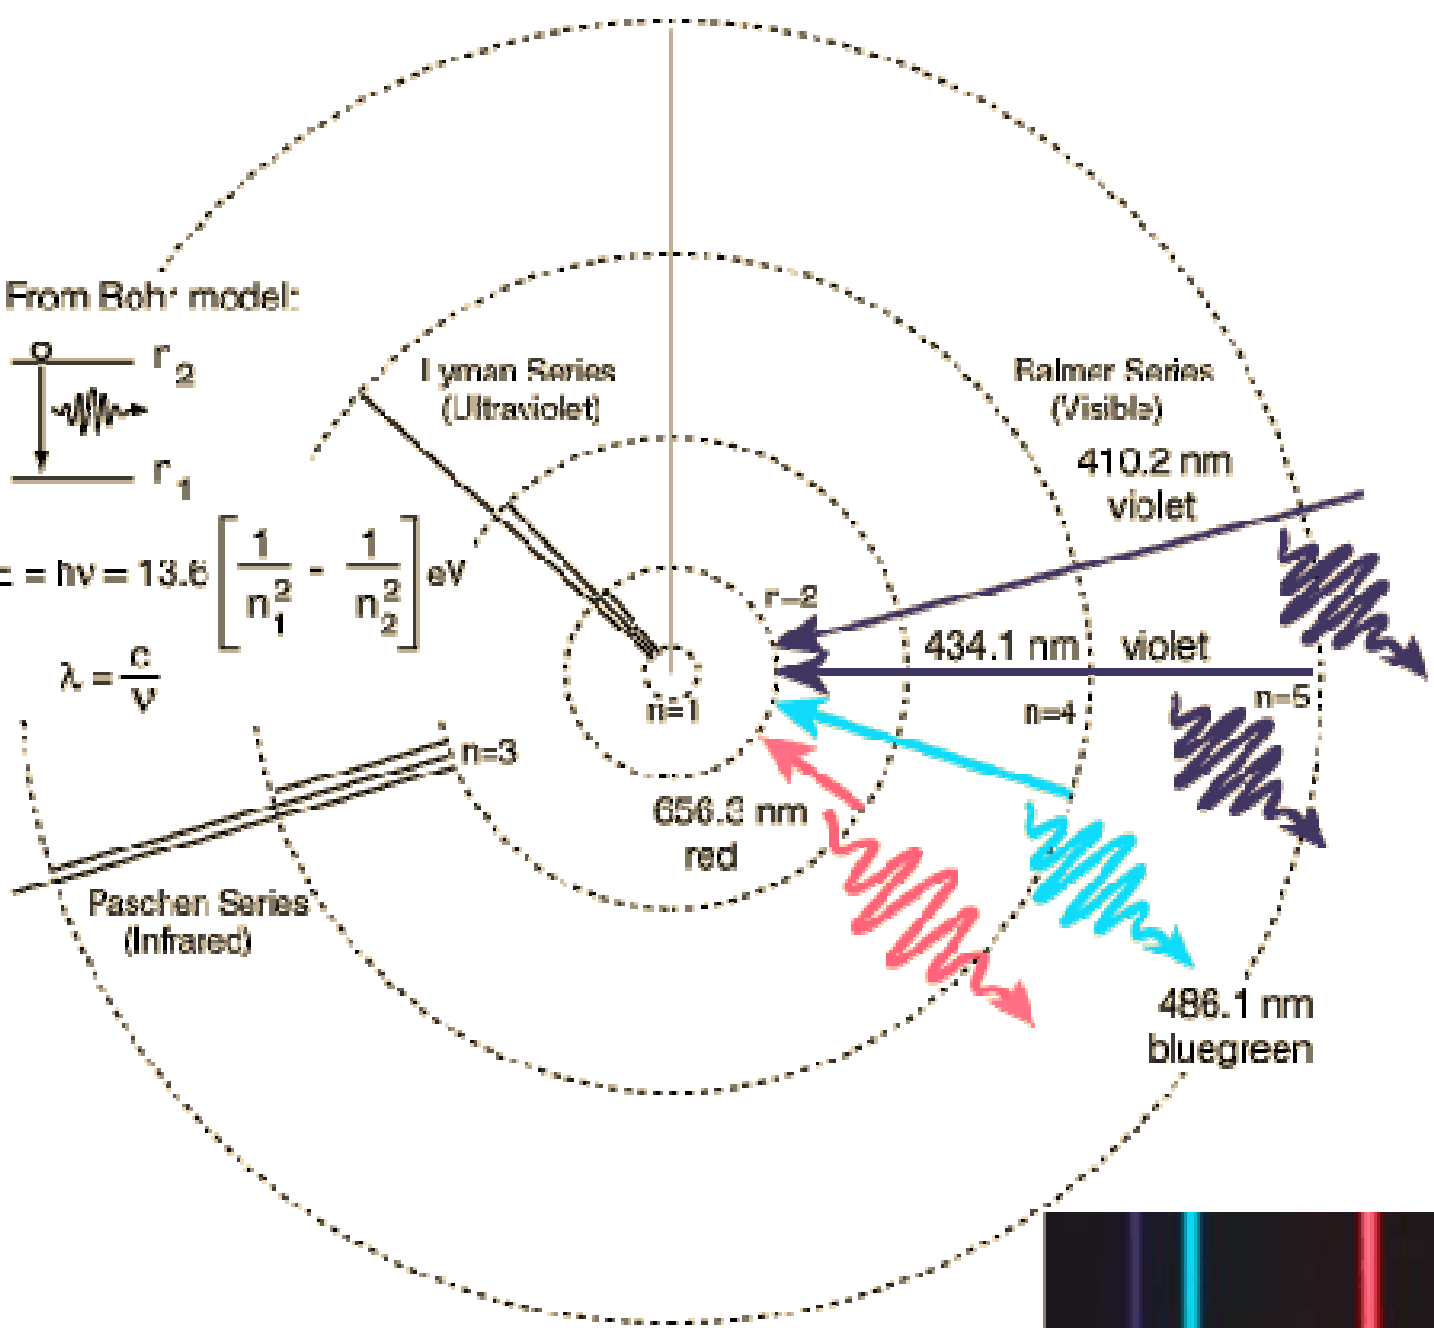 From Bohr model:
r2
r1
E = hν = 13.6 [1/n1² - 1/n2²] eV
λ = c/ν
Lyman Series
(Ultraviolet)
Balmer Series
(Visible)
410.2 nm
violet
n=2
434.1 nm violet
n=5
n=4
n=1
n=3
656.3 nm
red
Paschen Series
(Infrared)
486.1 nm
bluegreen